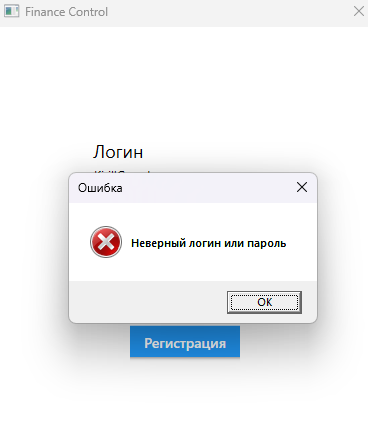 Finance Control
Логин
Ошибка
Неверный логин или пароль
OK
Регистрация